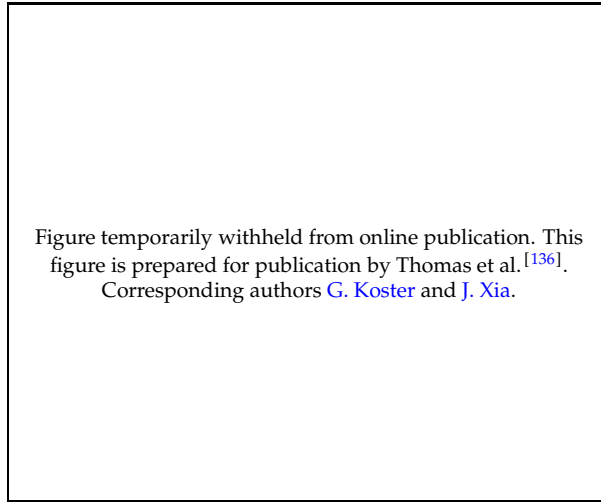 Figure temporarily withheld from online publication. This
figure is prepared for publication by Thomas et al.[136].
Corresponding authors G. Koster and J. Xia.